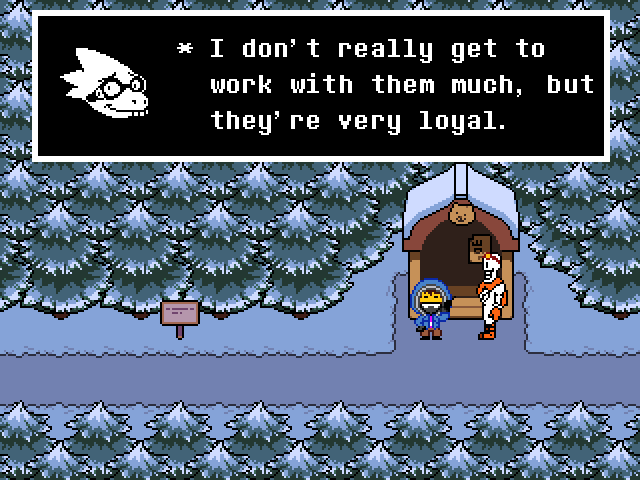 * I don't really get to
work with them much, but
they're very loyal.